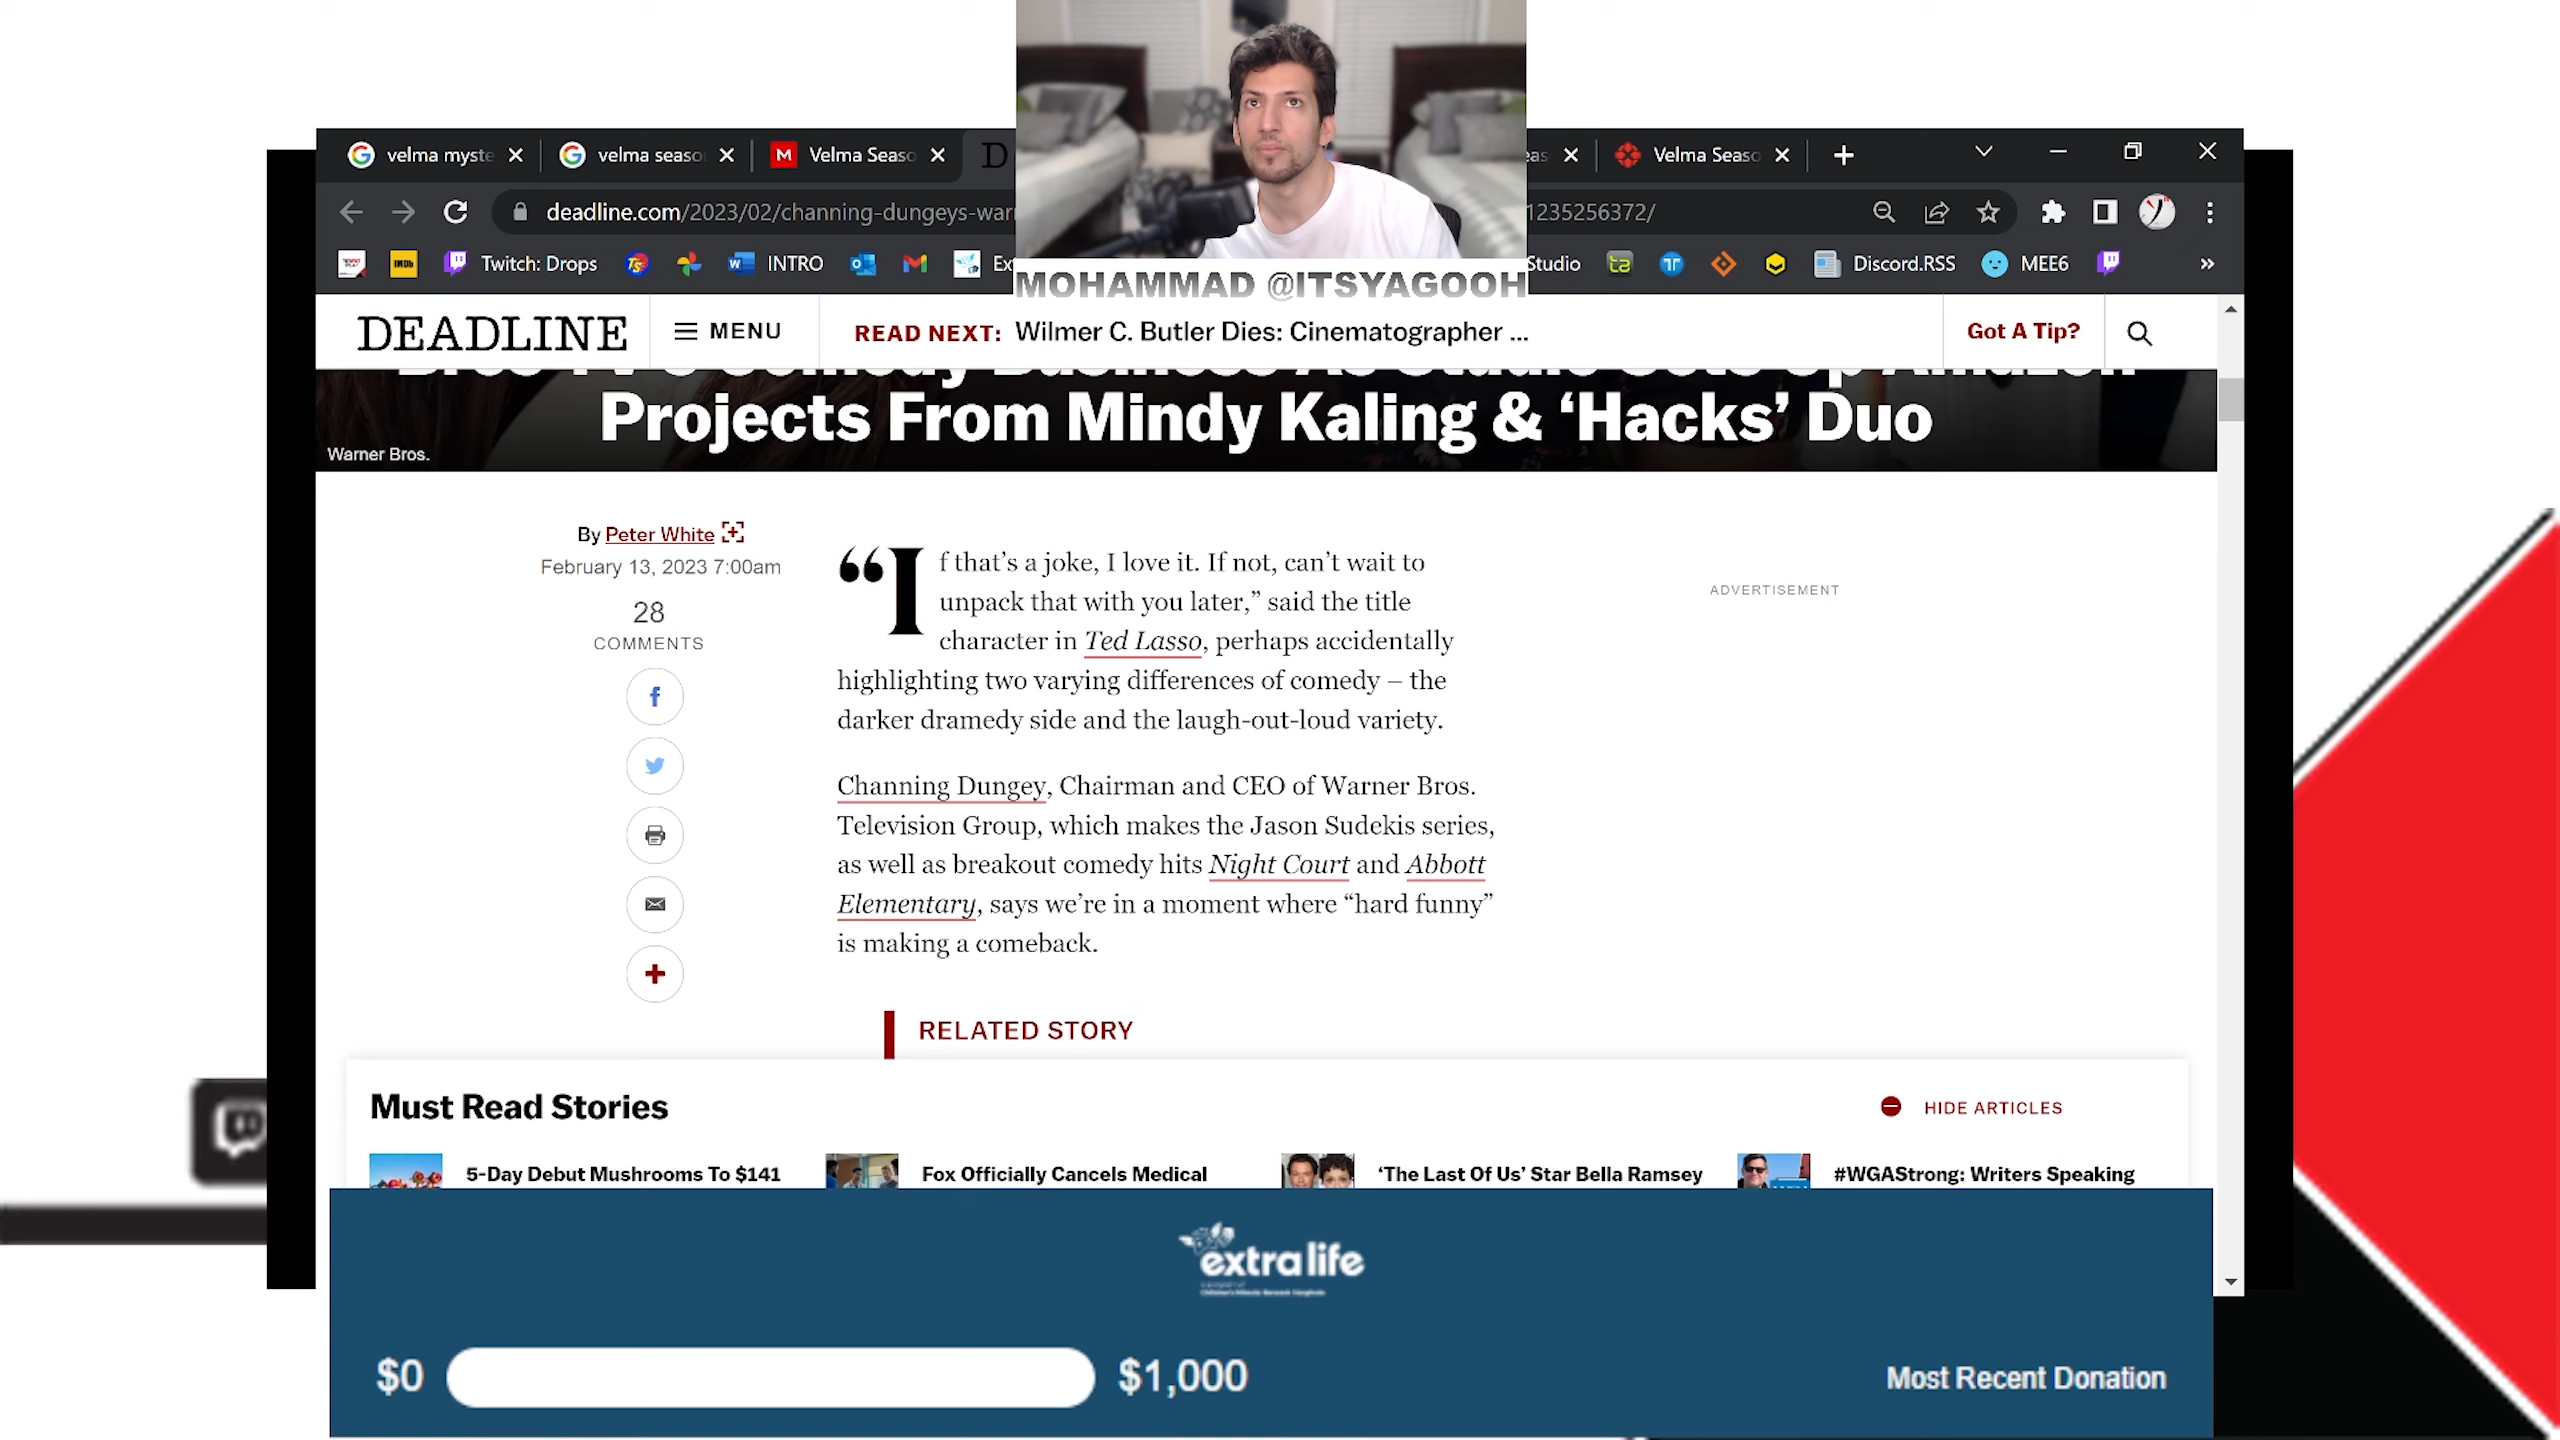 velma myste
velma seaso
Velma Seaso
eas
Velma Seaso
deadline.com/2023/02/channing-dungeys-war
1235256372/
IMDb
Twitch: Drops
INTRO
Ex
Studio
Discord.RSS
MEE6
MOHAMMAD @ITSYAGOOH
DEADLINE
MENU
READ NEXT: Wilmer C. Butler Dies: Cinematographer ...
Got A Tip?
Projects From Mindy Kaling & ‘Hacks’ Duo
Warner Bros.
By Peter White
February 13, 2023 7:00am
28
COMMENTS
“If that’s a joke, I love it. If not, can’t wait to
unpack that with you later,” said the title
character in Ted Lasso, perhaps accidentally
highlighting two varying differences of comedy – the
darker dramedy side and the laugh-out-loud variety.
ADVERTISEMENT
Channing Dungey, Chairman and CEO of Warner Bros.
Television Group, which makes the Jason Sudekis series,
as well as breakout comedy hits Night Court and Abbott
Elementary, says we’re in a moment where “hard funny”
is making a comeback.
RELATED STORY
Must Read Stories
HIDE ARTICLES
5-Day Debut Mushrooms To $141
Fox Officially Cancels Medical
‘The Last Of Us’ Star Bella Ramsey
#WGAStrong: Writers Speaking
extra life
$0
$1,000
Most Recent Donation